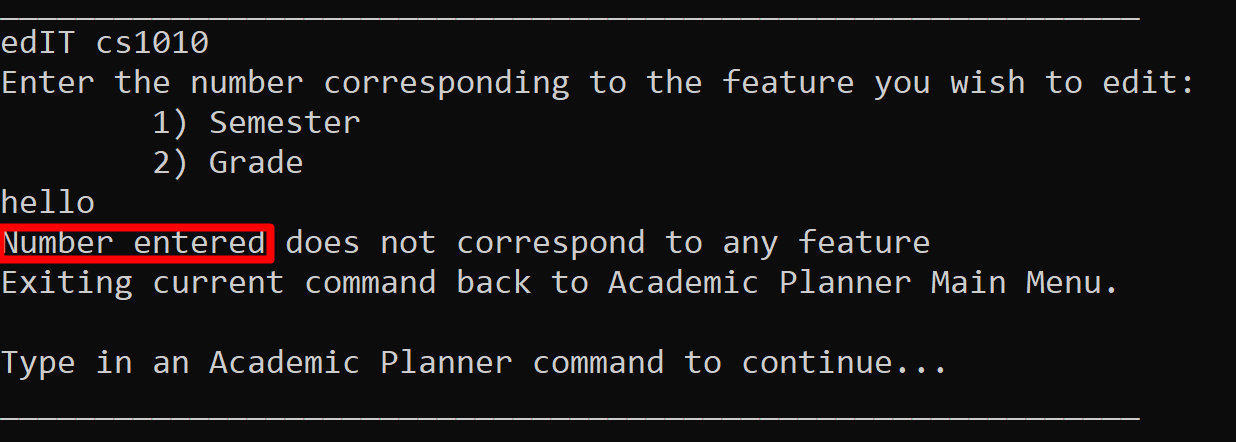 edIT cs1010
Enter the number corresponding to the feature you wish to edit:
1) Semester
2) Grade
hello
Number entered does not correspond to any feature
Exiting current command back to Academic Planner Main Menu.
Type in an Academic Planner command to continue...